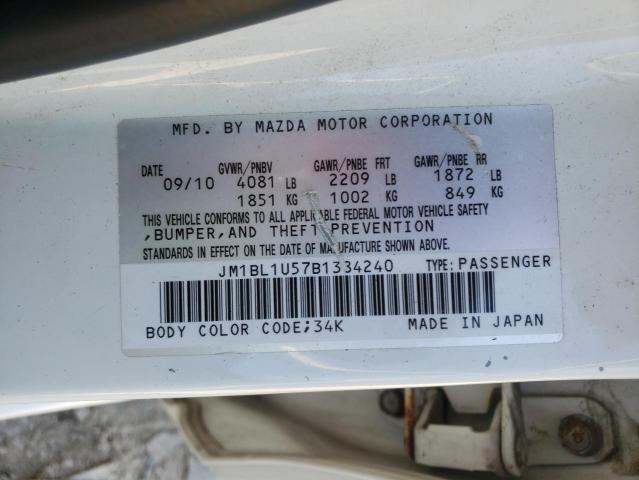 MFD. BY MAZDA MOTOR CORPORATION
DATE GVWR/PNBV GAWR/PNBE FRT GAWR/PNBE RR
09/10 4081 LB 2209 LB 1872 LB
1851 KG 1002 KG 849 KG
THIS VEHICLE CONFORMS TO ALL APPLICABLE FEDERAL MOTOR VEHICLE SAFETY
,BUMPER,AND THEFT PREVENTION
STANDARDS IN EFFECT ON THE DATE OF MANUFACTURE SHOWN ABOVE.
JM1BL1U57B1334240 TYPE:PASSENGER
BODY COLOR CODE;34K MADE IN JAPAN